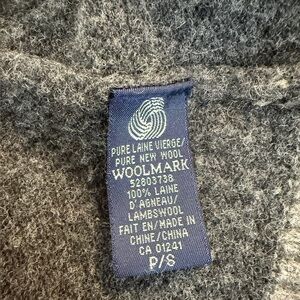 PURE LAINE VIERGE/
PURE NEW WOOL
WOOLMARK
52803738
100% LAINE
D'AGNEAU/
LAMBSWOOL
FAIT EN/MADE IN
CHINE/CHINA
CA 01241
P/S